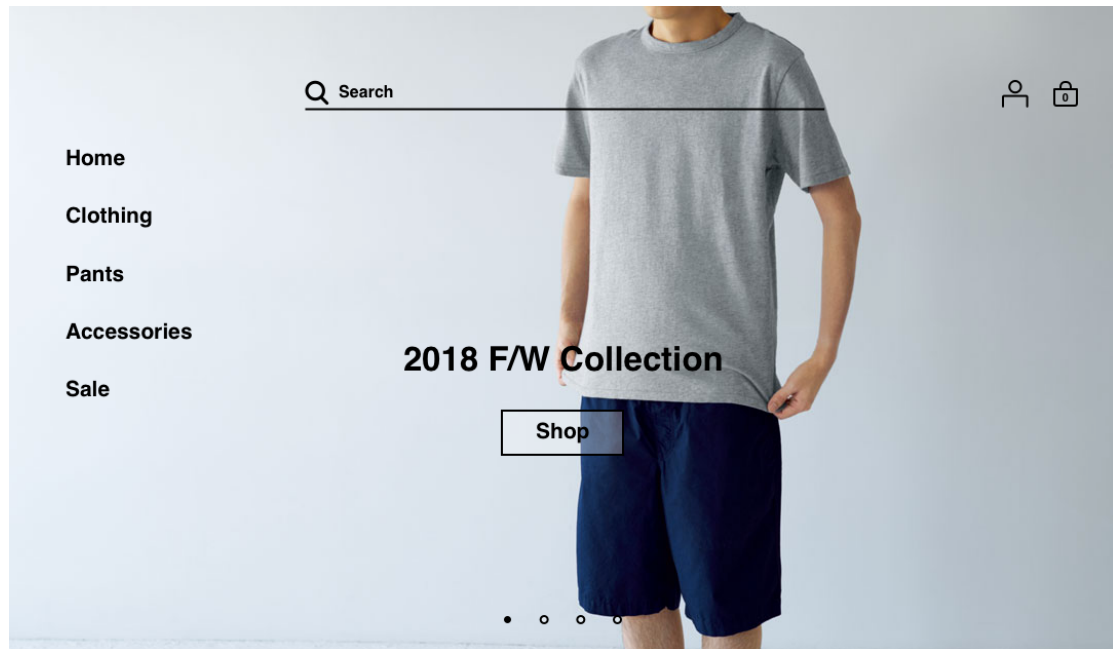 Search
0
Home
Clothing
Pants
Accessories
Sale
2018 F/W Collection
Shop